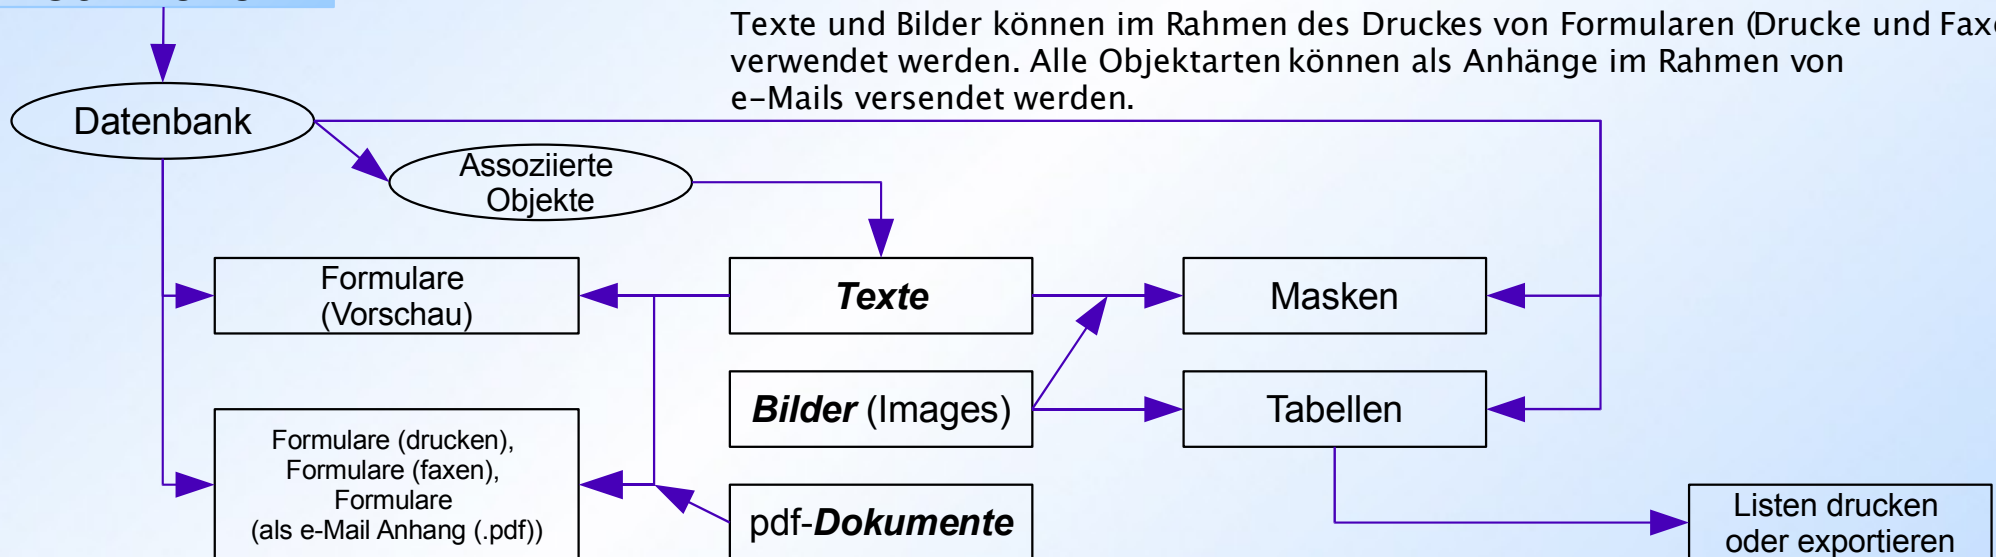 Texte und Bilder können im Rahmen des Druckes von Formularen (Drucke und Faxe
verwendet werden. Alle Objektarten können als Anhänge im Rahmen von
e-Mails versendet werden.
Datenbank
Assoziierte
Objekte
Formulare
(Vorschau)
Texte
Masken
Bilder (Images)
Tabellen
Formulare (drucken),
Formulare (faxen),
Formulare
(als e-Mail Anhang (.pdf))
pdf-Dokumente
Listen drucken
oder exportieren